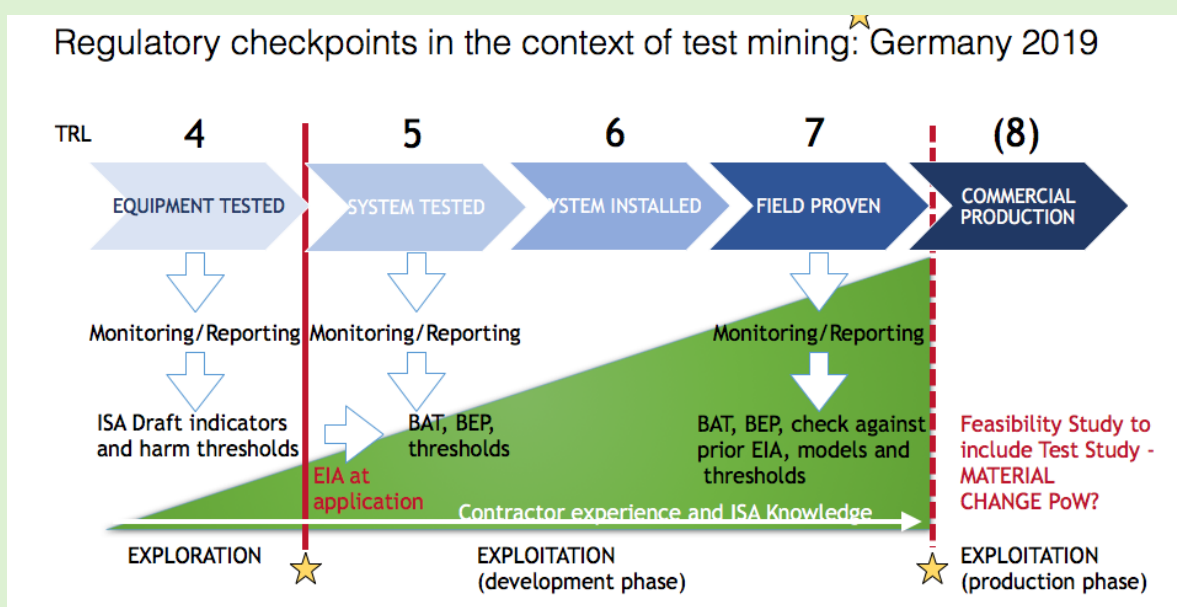 Regulatory checkpoints in the context of test mining: Germany 2019
TRL
4
5
6
7
(8)
EQUIPMENT TESTED
SYSTEM TESTED
YSTEM INSTALLED
FIELD PROVEN
COMMERCIAL
PRODUCTION
Monitoring/Reporting
Monitoring/Reporting
Monitoring/Reporting
ISA Draft indicators
and harm thresholds
BAT, BEP,
thresholds
BAT, BEP, check against
prior EIA, models and
thresholds
Feasibility Study to
include Test Study -
MATERIAL
CHANGE PoW?
EIA at
application
Contractor experience and ISA Knowledge
EXPLORATION
EXPLOITATION
(development phase)
EXPLOITATION
(production phase)